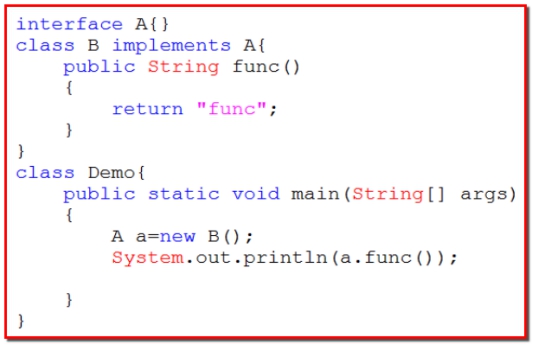 interface A{}
class B implements A{
    public String func()
    {
        return "func";
    }
}
class Demo{
    public static void main(String[] args)
    {
        A a=new B();
        System.out.println(a.func());
    }
}